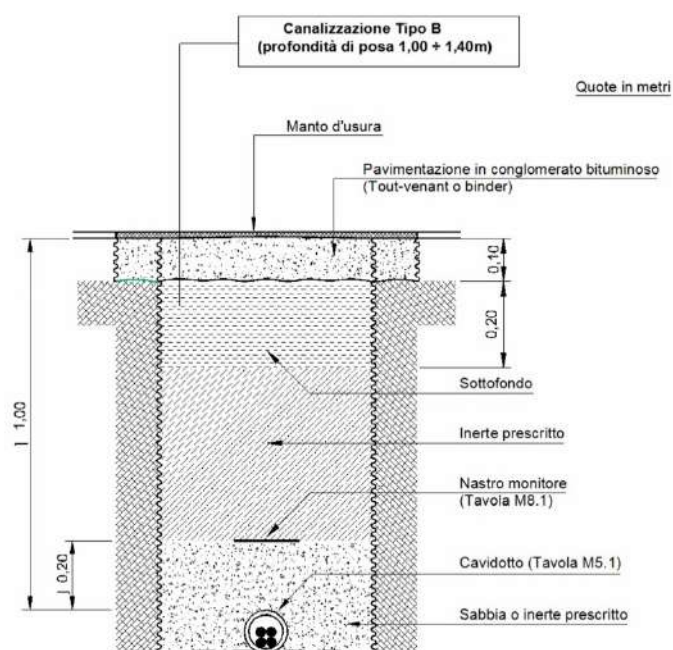 Canalizzazione Tipo B
(profondità di posa 1,00 ÷ 1,40m)
Quote in metri
Manto d'usura
Pavimentazione in conglomerato bituminoso
(Tout-venant o binder)
0,10
0,20
Sottofondo
1,00
Inerte prescritto
Nastro monitore
(Tavola M8.1)
0,20
Cavidotto (Tavola M5.1)
Sabbia o inerte prescritto